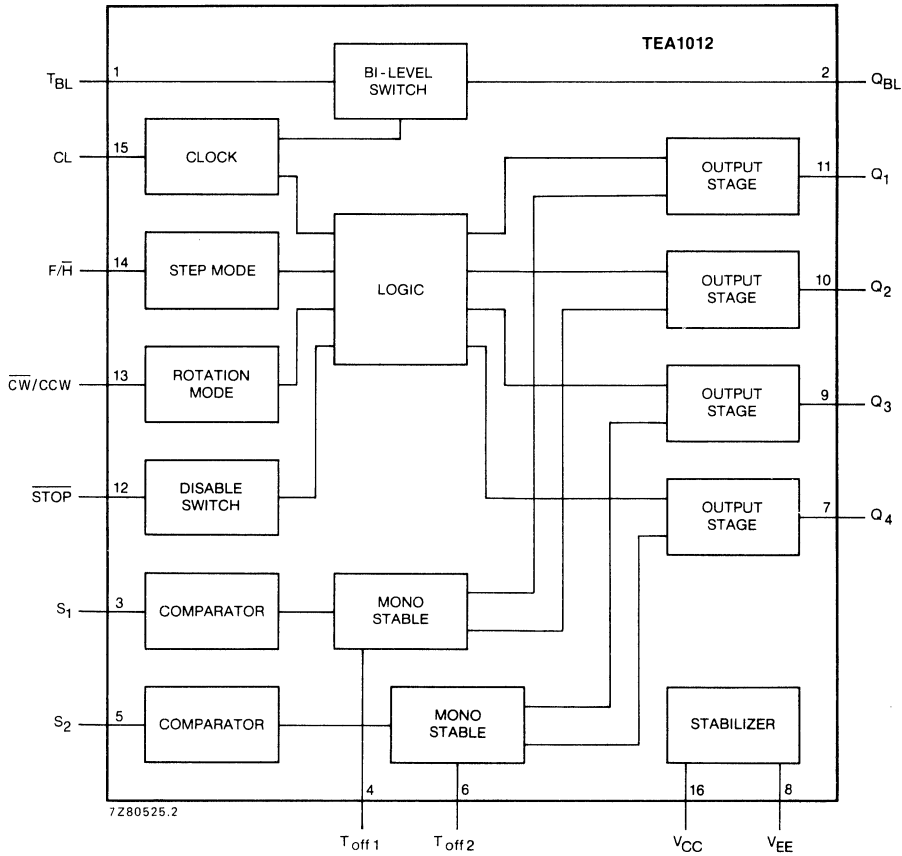 TEA1012
T_BL
1
BI-LEVEL
SWITCH
2
Q_BL
CL
15
CLOCK
OUTPUT
STAGE
11
Q_1
F/H̅
14
STEP MODE
LOGIC
OUTPUT
STAGE
10
Q_2
C̅W̅/CCW
13
ROTATION
MODE
OUTPUT
STAGE
9
Q_3
S̅T̅O̅P̅
12
DISABLE
SWITCH
OUTPUT
STAGE
7
Q_4
S_1
3
COMPARATOR
MONO
STABLE
S_2
5
COMPARATOR
MONO
STABLE
STABILIZER
4
6
16
8
7Z80525.2
T_off 1
T_off 2
V_CC
V_EE